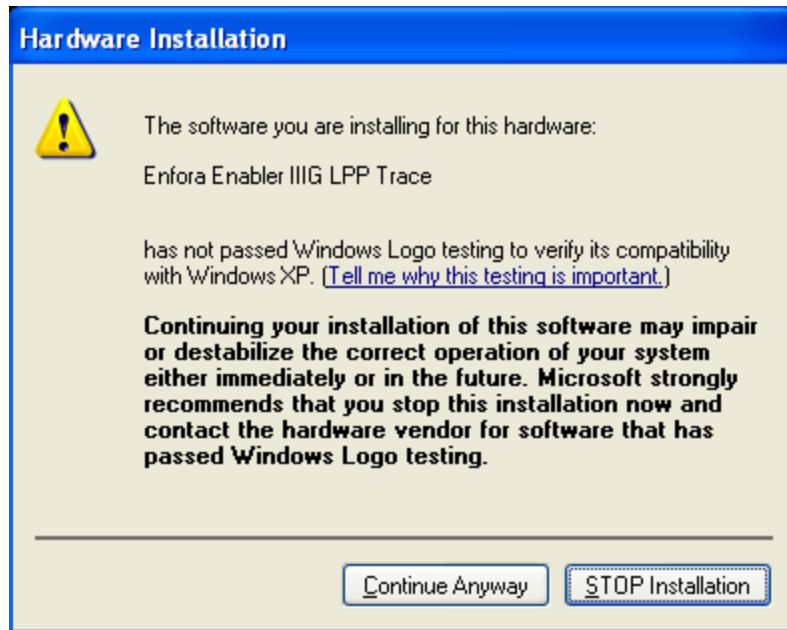 Hardware Installation
The software you are installing for this hardware:
Enfora Enabler IIIG LPP Trace
has not passed Windows Logo testing to verify its compatibility
with Windows XP. (Tell me why this testing is important.)
Continuing your installation of this software may impair
or destabilize the correct operation of your system
either immediately or in the future. Microsoft strongly
recommends that you stop this installation now and
contact the hardware vendor for software that has
passed Windows Logo testing.
Continue Anyway
STOP Installation